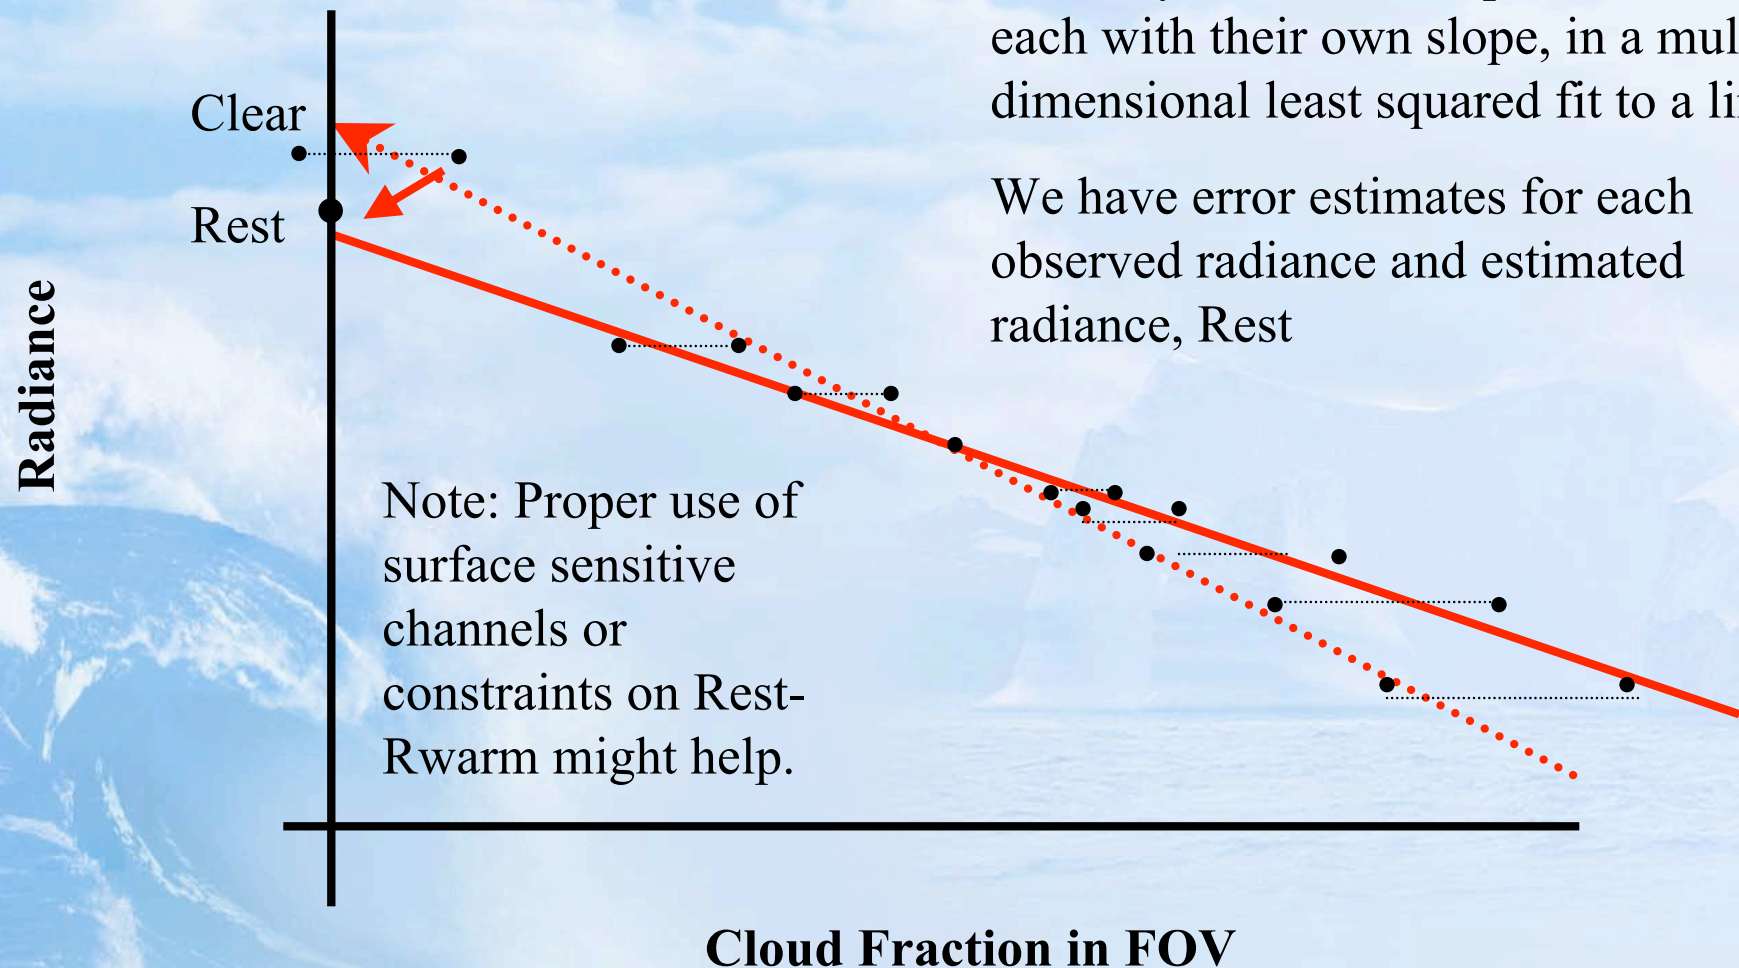 each with their own slope, in a mul
dimensional least squared fit to a li
Clear
We have error estimates for each
observed radiance and estimated
radiance, Rest
Rest
Radiance
Note: Proper use of
surface sensitive
channels or
constraints on Rest-
Rwarm might help.
Cloud Fraction in FOV